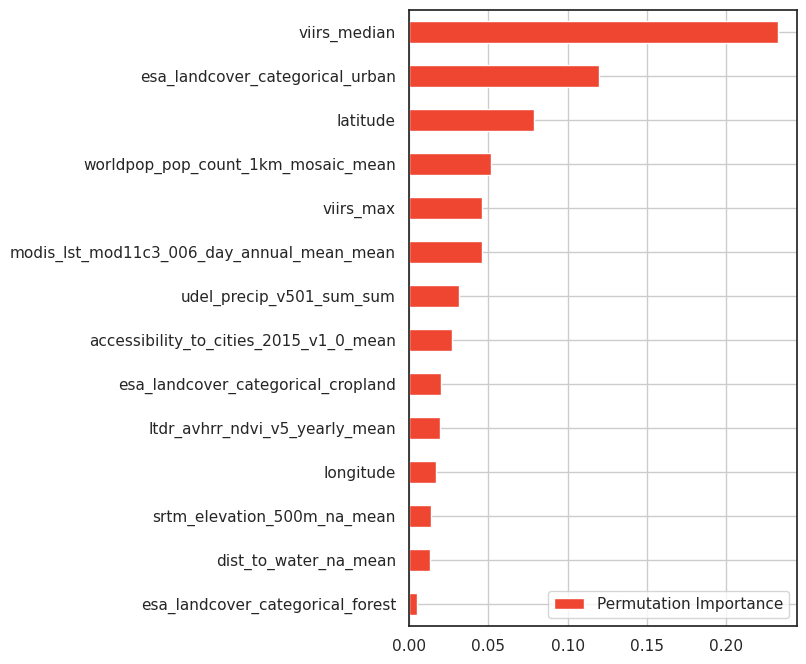 viirs_median
esa_landcover_categorical_urban
latitude
worldpop_pop_count_1km_mosaic_mean
viirs_max
modis_lst_mod11c3_006_day_annual_mean_mean
udel_precip_v501_sum_sum
accessibility_to_cities_2015_v1_0_mean
esa_landcover_categorical_cropland
ltdr_avhrr_ndvi_v5_yearly_mean
longitude
srtm_elevation_500m_na_mean
dist_to_water_na_mean
esa_landcover_categorical_forest
Permutation Importance
0.00 0.05 0.10 0.15 0.20